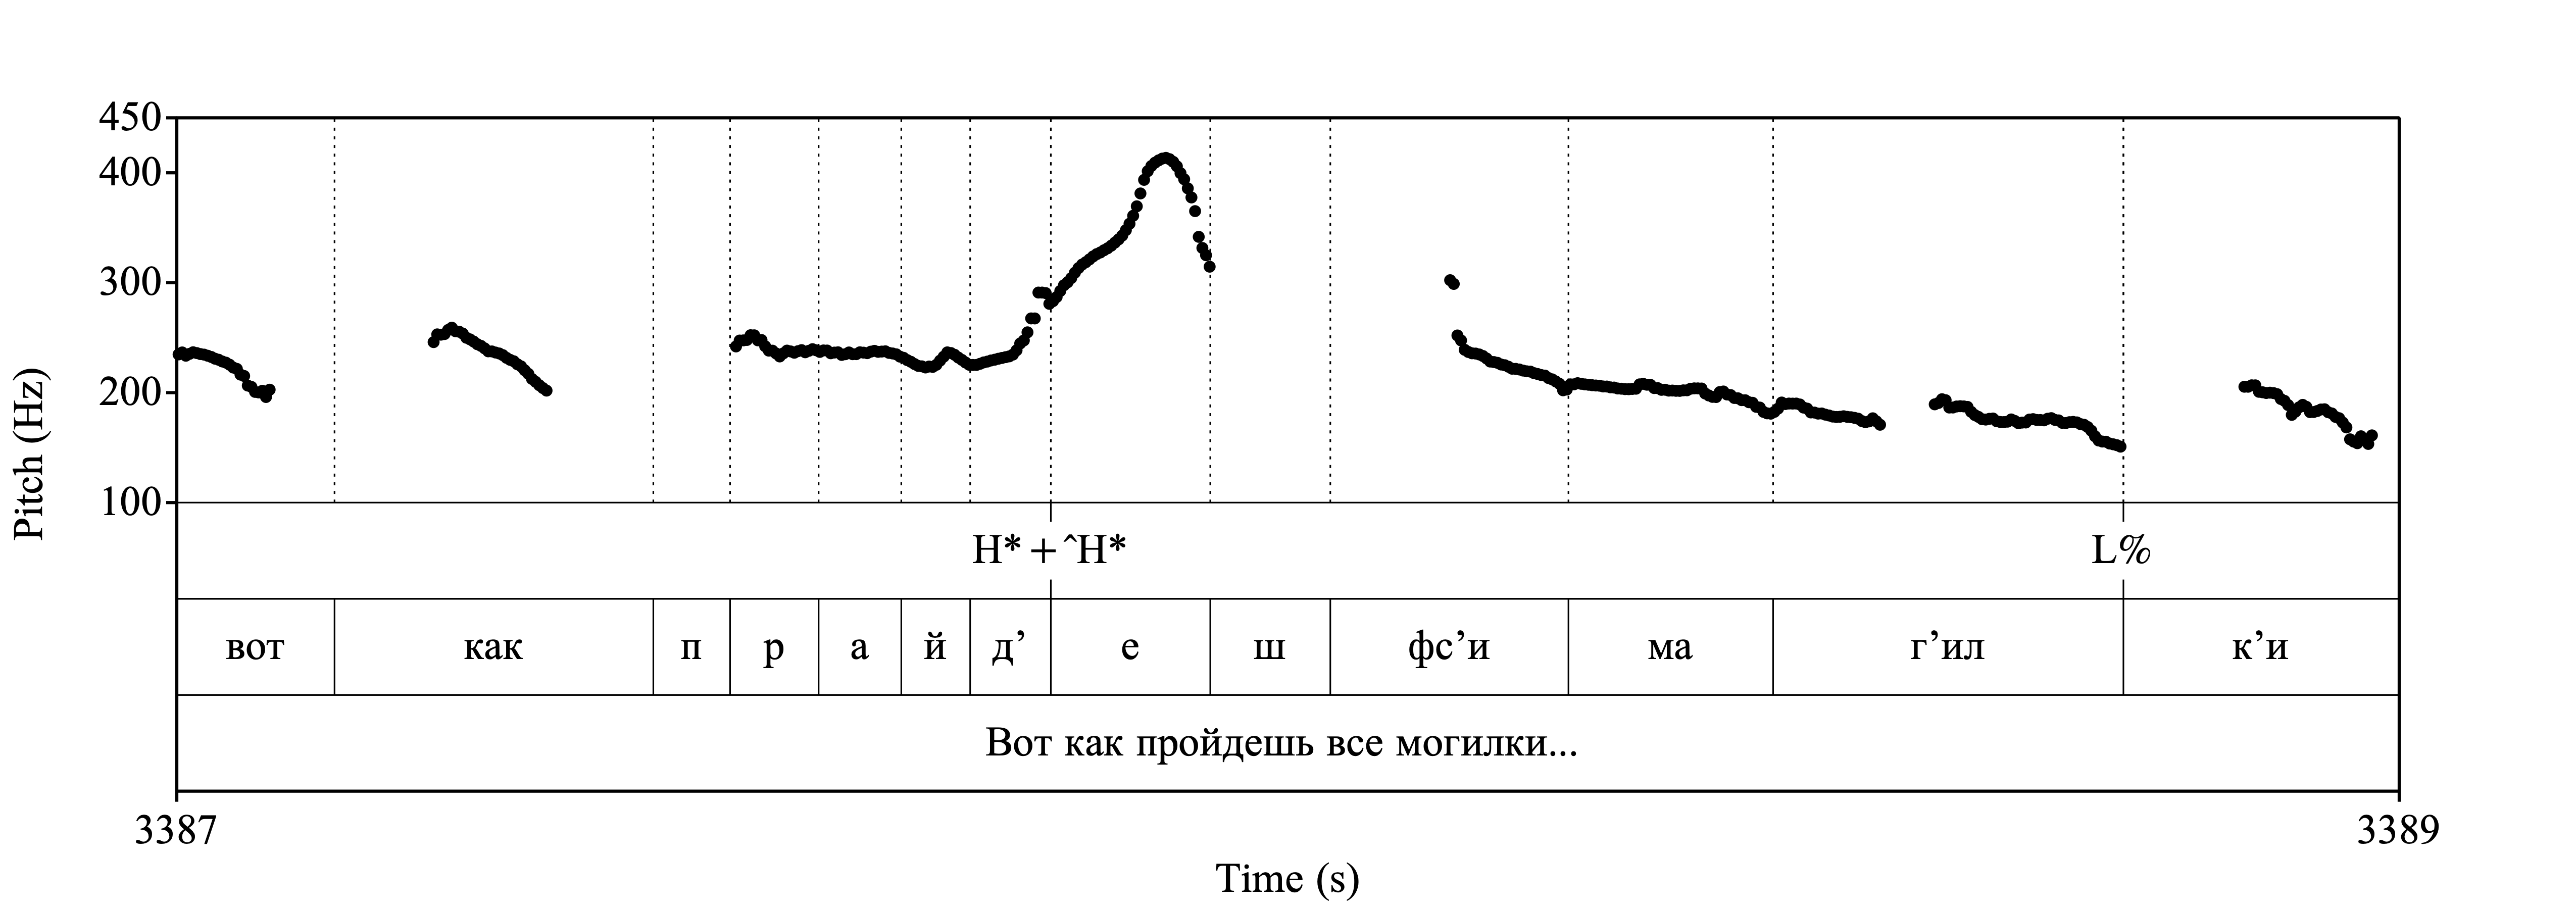 450
400
300
200
100
Pitch (Hz)
H* + ˆH* L%
вот как п р а й д’ е ш фс’и ма г’ил к’и
Вот как пройдешь все могилки...
3387 3389
Time (s)